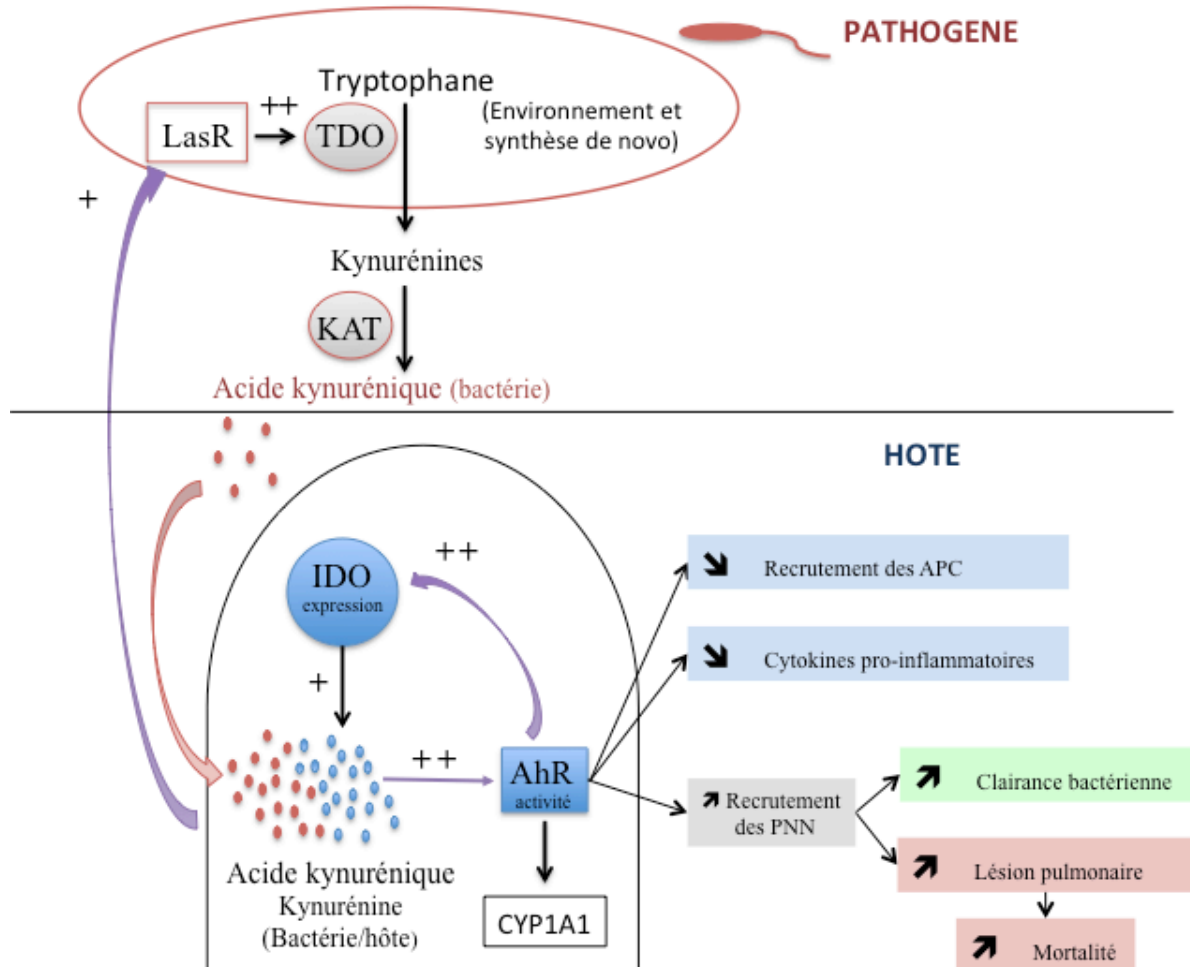 PATHOGENE
Tryptophane
(Environnement et
synthèse de novo)
++
LasR
TDO
+
Kynurénines
KAT
Acide kynurénique (bactérie)
HOTE
++
IDO
expression
Recrutement des APC
+
Cytokines pro-inflammatoires
++
AhR
activité
Recrutement
des PNN
Clairance bactérienne
Lésion pulmonaire
Mortalité
Acide kynurénique
Kynurénine
(Bactérie/hôte)
CYP1A1